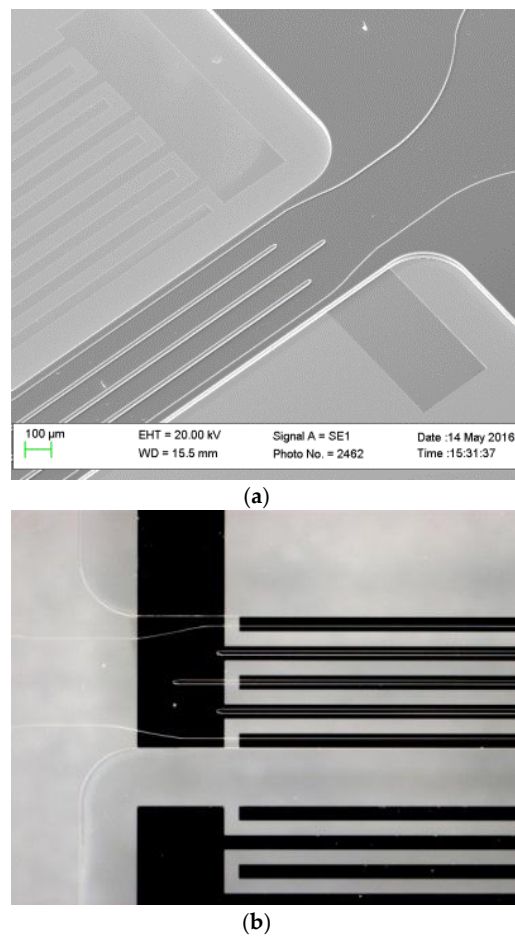 100 µm
EHT = 20.00 kV
Signal A = SE1
Date :14 May 2016
WD = 15.5 mm
Photo No. = 2462
Time :15:31:37
(a)
(b)